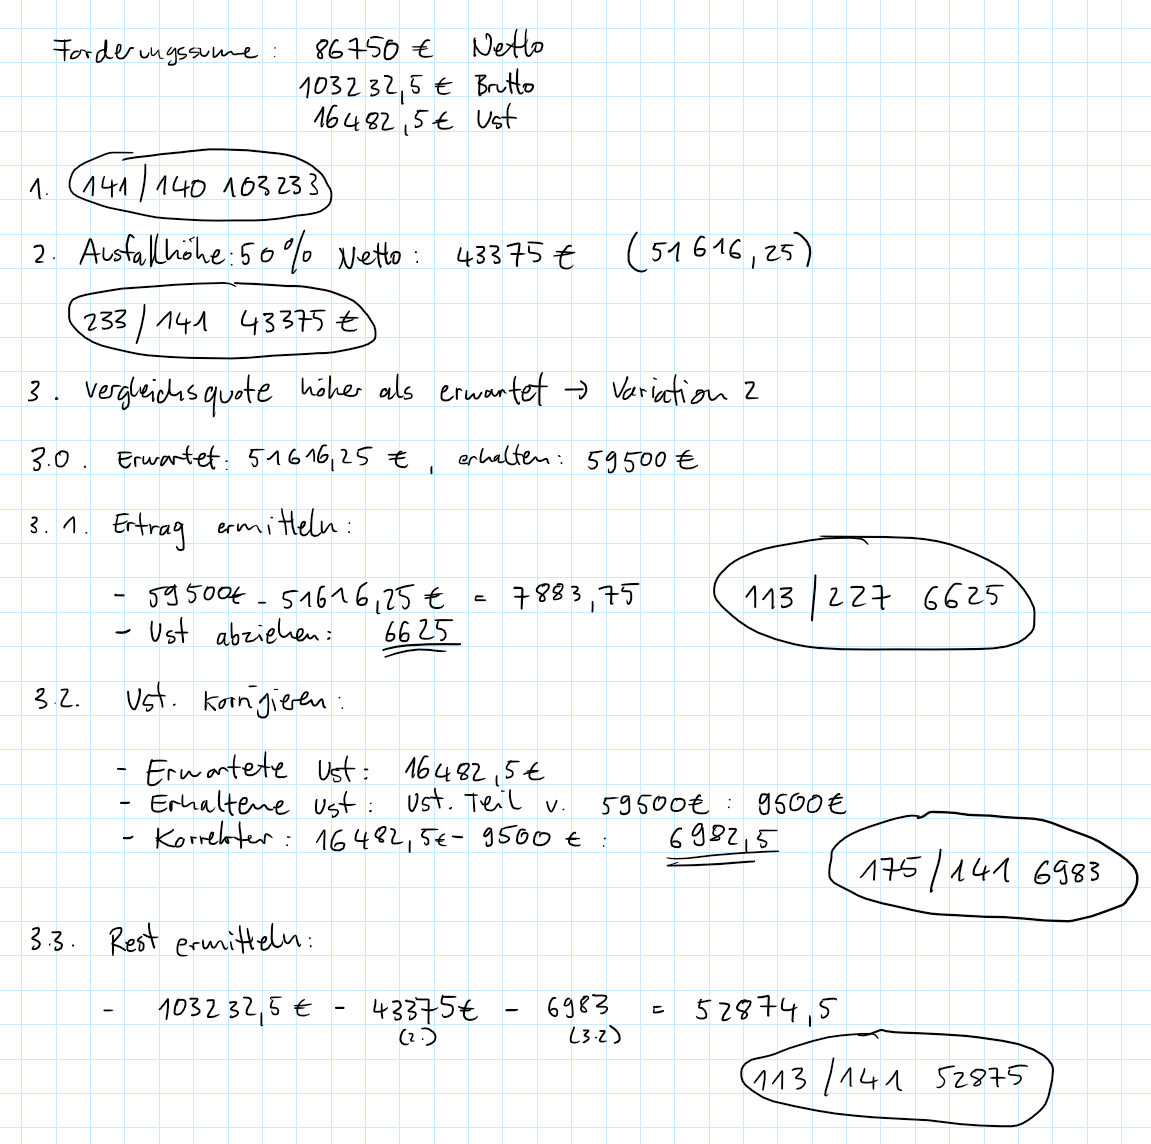 Forderungssume: 86750 € Netto
103232,5 € Brutto
16482,5 € Ust
1. 141/140 103233
2. Ausfallhöhe: 50% Netto: 43375 € (51616,25)
233/141 43375 €
3. Vergleichsquote höher als erwartet → Variation 2
3.0. Erwartet: 51616,25 €, erhalten: 59500 €
3.1. Ertrag ermitteln:
- 59500€ - 51616,25 € = 7883,75
113/227 6625
- Ust abziehen: 6625
3.2. Ust. korrigieren:
- Erwartete Ust: 16482,5 €
- Erhaltene Ust: Ust. Teil v. 59500€ : 9500€
- Korrektur: 16482,5€ - 9500 € : 6982,5
175/141 6983
3.3. Rest ermitteln:
- 103232,5 € - 43375€ - 6983 = 52874,5
(2.) (3.2)
113/141 52875